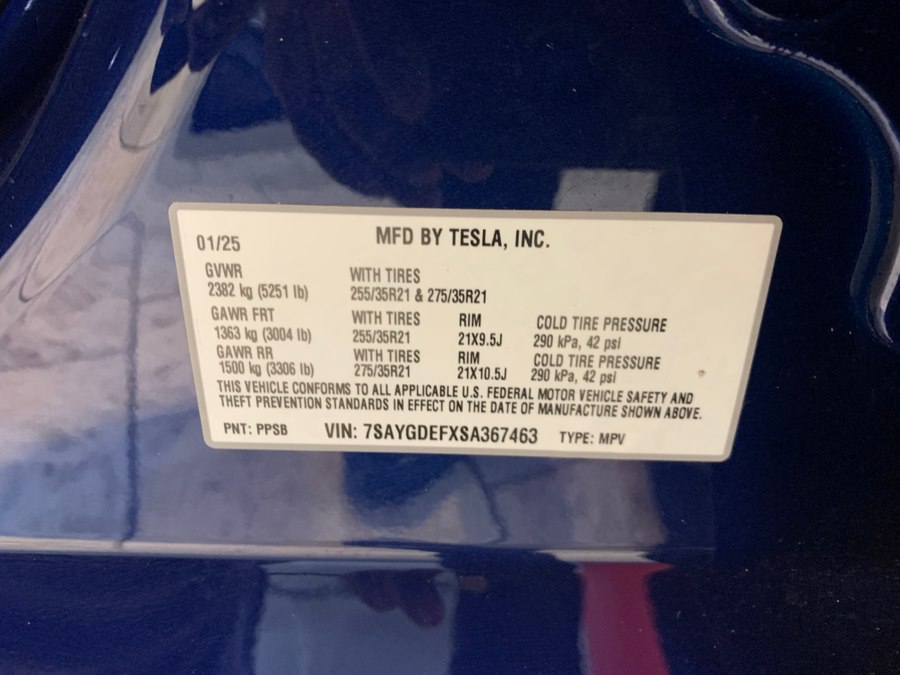 MFD BY TESLA, INC.
01/25
GVWR WITH TIRES
2382 kg (5251 lb) 255/35R21 & 275/35R21
GAWR FRT WITH TIRES RIM COLD TIRE PRESSURE
1363 kg (3004 lb) 255/35R21 21X9.5J 290 kPa, 42 psi
GAWR RR WITH TIRES RIM COLD TIRE PRESSURE
1500 kg (3306 lb) 275/35R21 21X10.5J 290 kPa, 42 psi
THIS VEHICLE CONFORMS TO ALL APPLICABLE U.S. FEDERAL MOTOR VEHICLE SAFETY AND
THEFT PREVENTION STANDARDS IN EFFECT ON THE DATE OF MANUFACTURE SHOWN ABOVE.
PNT: PPSB VIN: 7SAYGDEFXSA367463 TYPE: MPV